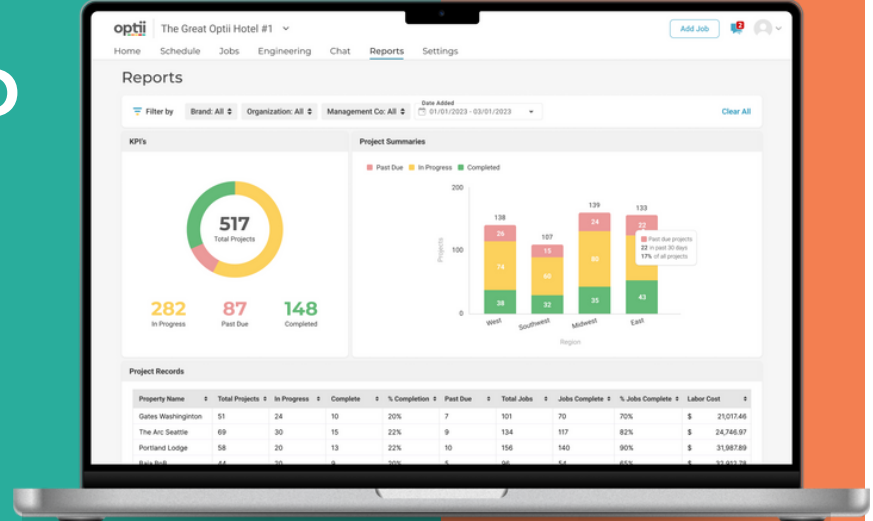 optii The Great Optii Hotel #1 Add Job 2
Home Schedule Jobs Engineering Chat Reports Settings
Reports
Filter by Brand: All Organization: All Management Co: All Date Added 01/01/2023 - 03/01/2023 Clear All
KPI's
517
Total Projects
282 87 148
In Progress Past Due Completed
Project Summaries
Past Due In Progress Completed
200
100
0
Projects
138
26
74
38
107
15
60
32
139
24
80
35
133
22
43
Past due projects
22 in past 30 days
17% of all projects
West Southwest Midwest East
Region
Project Records
Property Name Total Projects In Progress Complete % Completion Past Due Total Jobs Jobs Complete % Jobs Complete Labor Cost
Gates Washinginton 51 24 10 20% 7 101 70 70% $ 21,017.46
The Arc Seattle 69 30 15 22% 9 134 117 82% $ 24,746.97
Portland Lodge 58 20 13 22% 10 156 140 90% $ 31,987.89